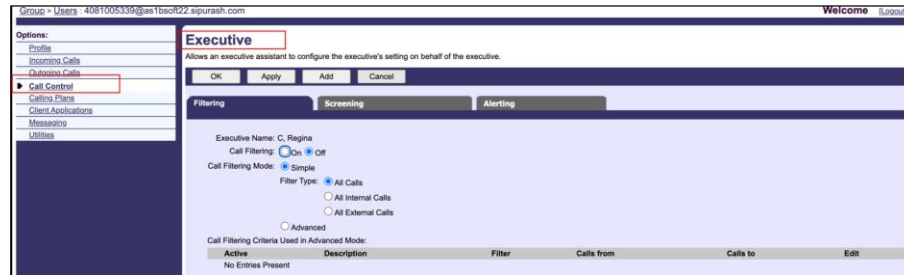 Group > Users : 4081005339@as1bsoft22.sipurash.com
Welcome [Logout
Options:
Profile
Incoming Calls
Outgoing Calls
Call Control
Calling Plans
Client Applications
Messaging
Utilities
Executive
Allows an executive assistant to configure the executive's setting on behalf of the executive.
OK Apply Add Cancel
Filtering Screening Alerting
Executive Name: C, Regina
Call Filtering: On Off
Call Filtering Mode: Simple
Filter Type: All Calls
All Internal Calls
All External Calls
Advanced
Call Filtering Criteria Used in Advanced Mode:
Active Description Filter Calls from Calls to Edit
No Entries Present